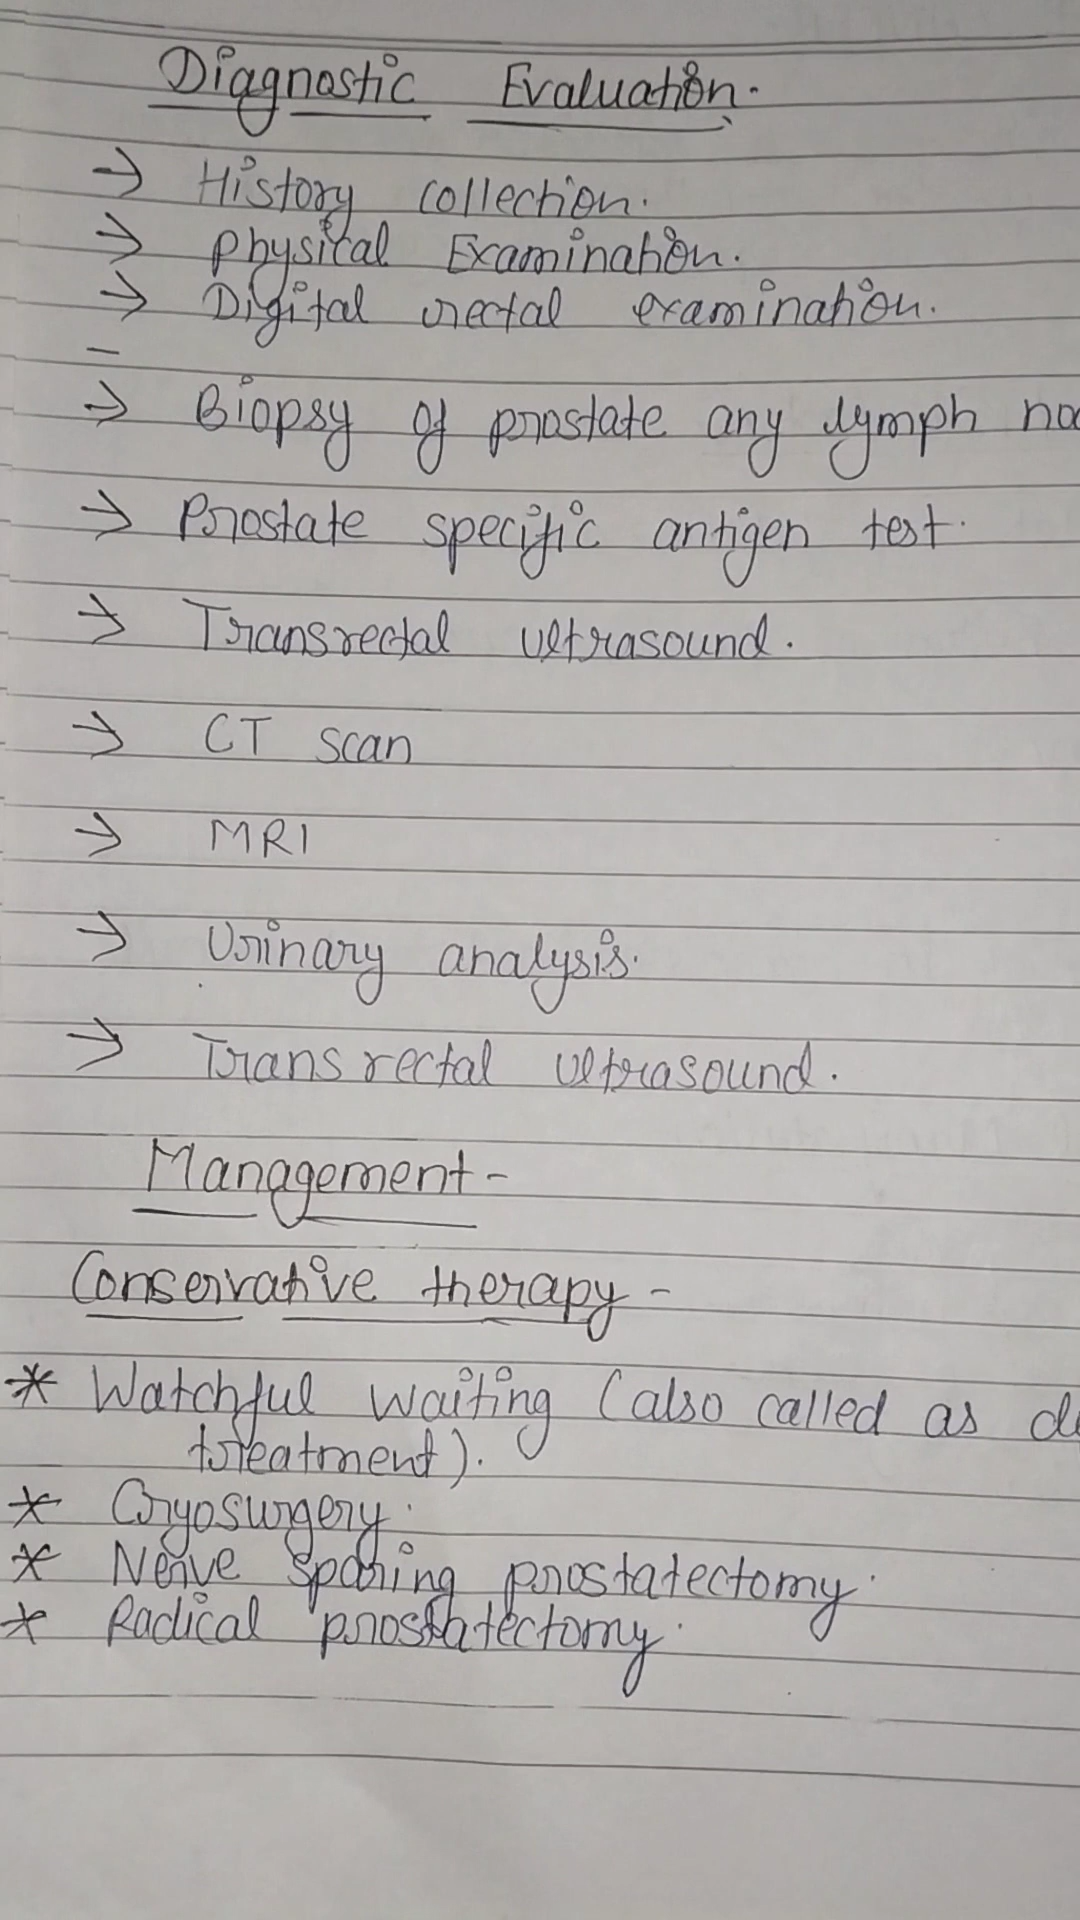 Diagnostic Evaluation.
→ History collection.
→ Physical Examination.
→ Digital rectal examination.
–
→ Biopsy of prostate any lymph no
→ Prostate specific antigen test.
→ Transrectal ultrasound.
→ CT scan
→ MRI
→ Urinary analysis.
→ Trans rectal ultrasound.
Management -
Conservative therapy -
* Watchful waiting (also called as de
treatment).
* Cryosurgery.
* Nerve sparing prostatectomy.
* Radical prostatectomy.